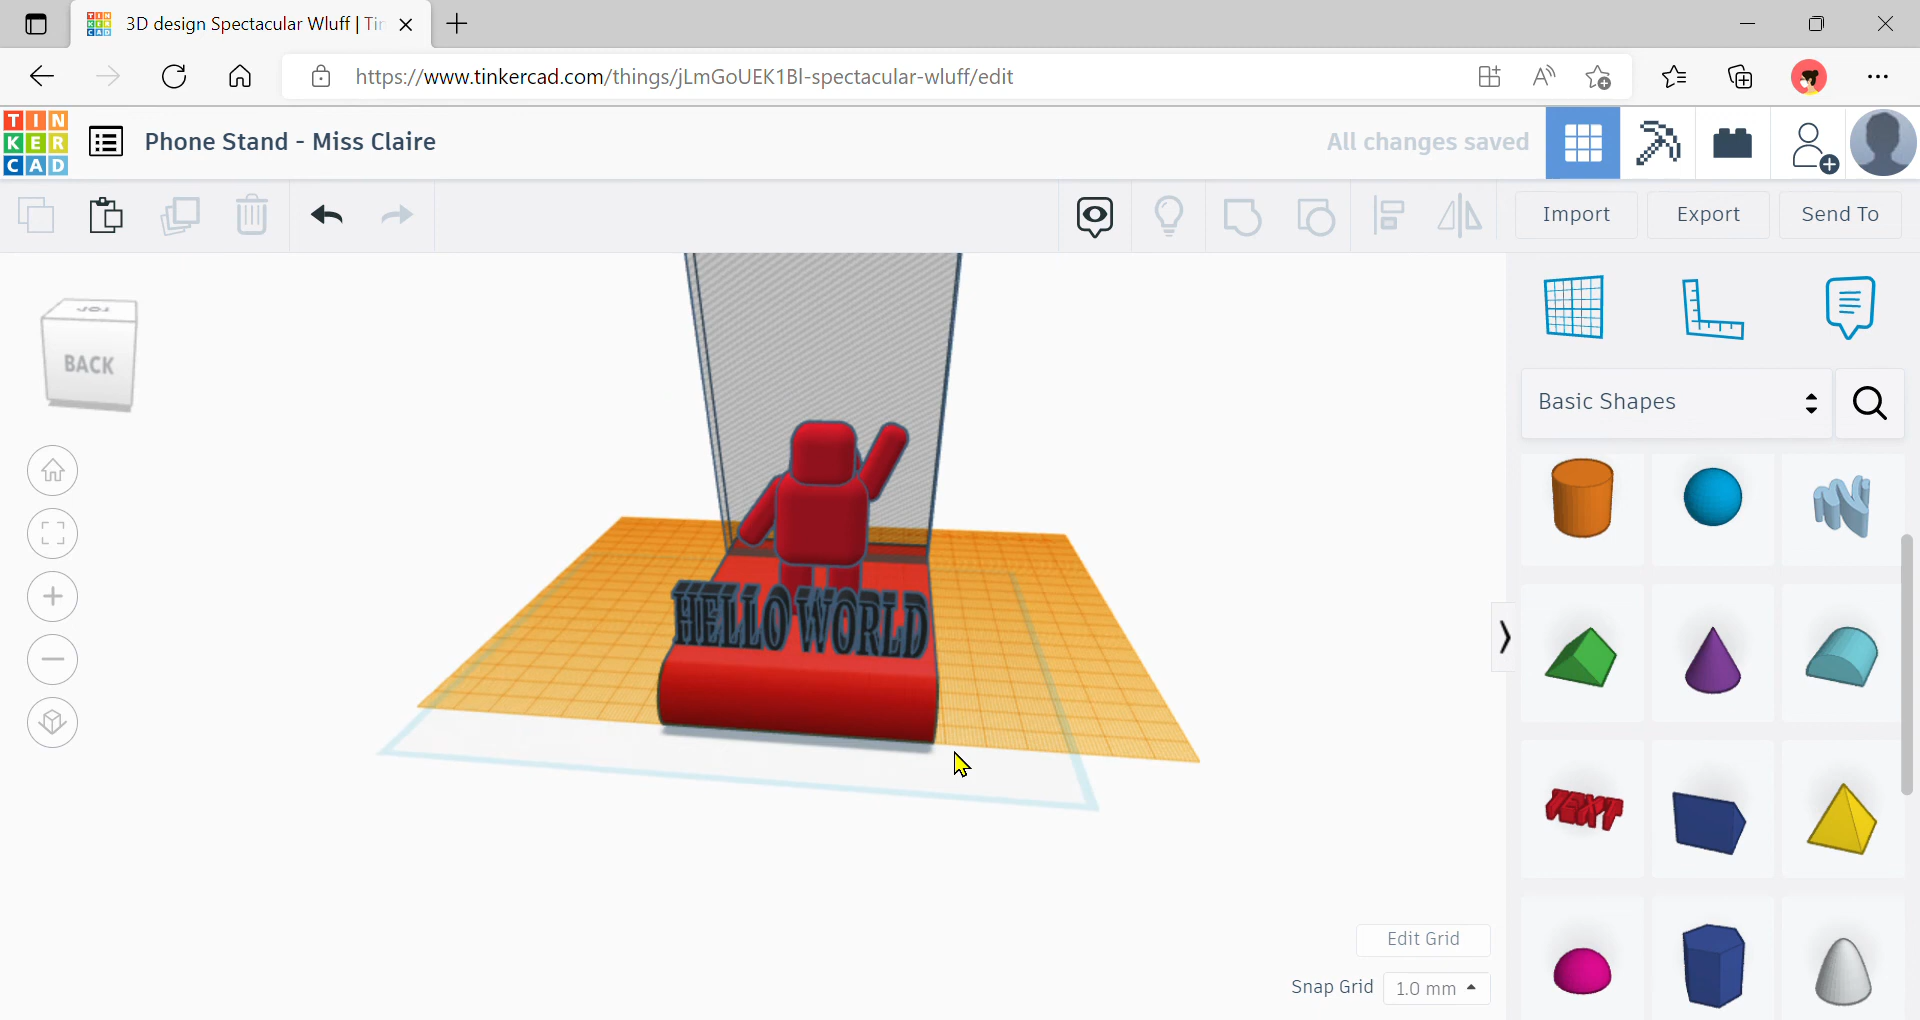 3D design Spectacular Wluff | Tir
https://www.tinkercad.com/things/jLmGoUEK1BI-spectacular-wluff/edit
TIN
KER
CAD
Phone Stand - Miss Claire
All changes saved
Import
Export
Send To
TOP
BACK
Basic Shapes
HELLO WORLD
TEXT
Edit Grid
Snap Grid
1.0 mm